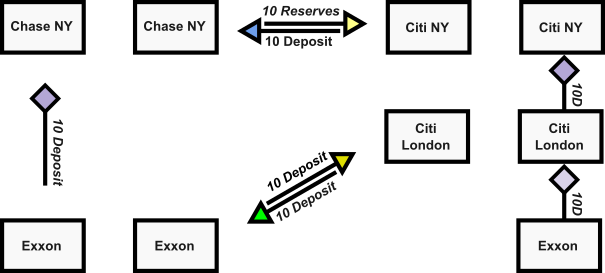 Chase NY
Chase NY
10 Reserves
10 Deposit
Citi NY
Citi NY
10 Deposit
10D
Citi
London
Citi
London
10 Deposit
10 Deposit
10D
Exxon
Exxon
Exxon